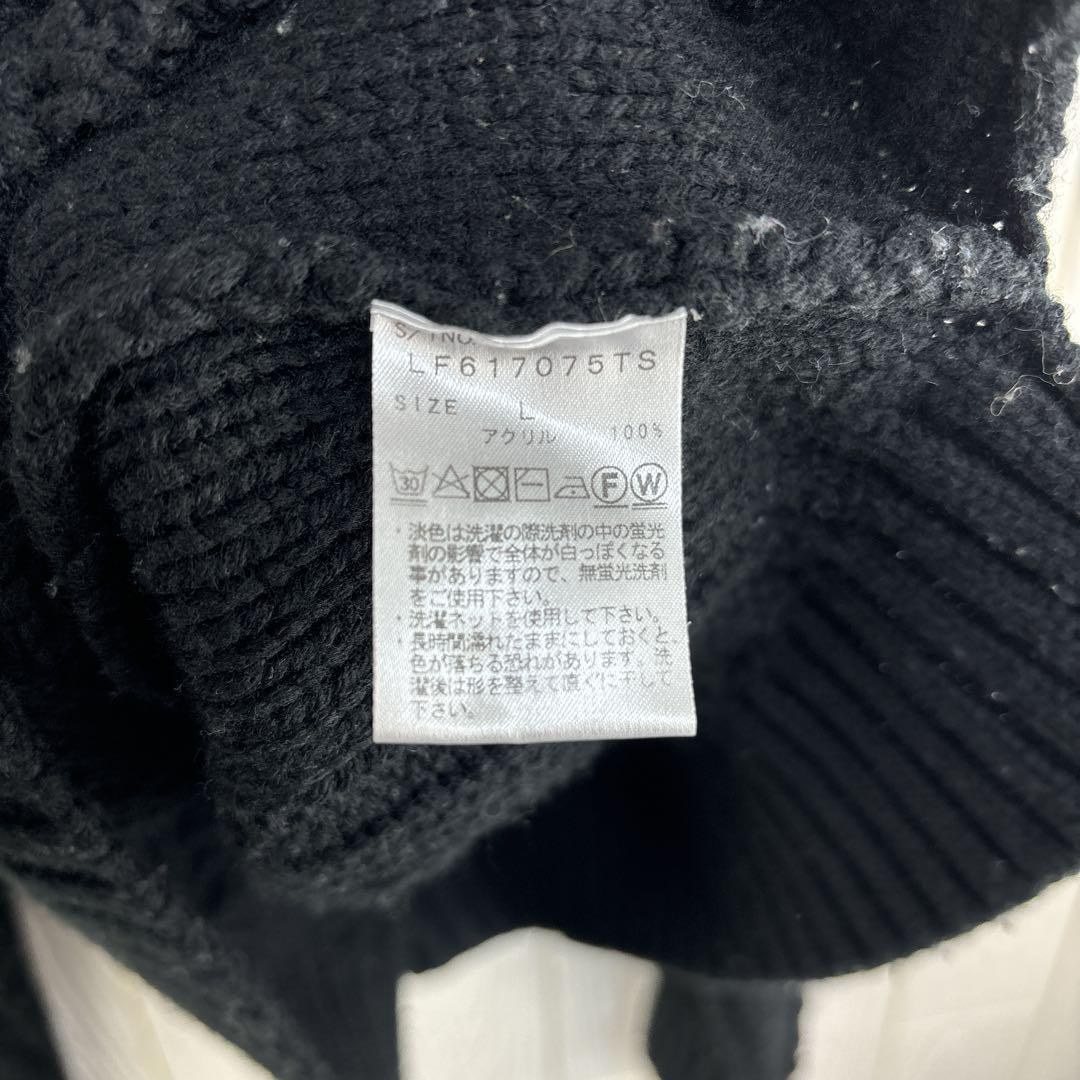 S/TNO.
LF617075TS
SIZE L
アクリル 100%
30 F W
・淡色は洗濯の際洗剤の中の蛍光
剤の影響で全体が白っぽくなる
事がありますので、無蛍光洗剤
をご使用下さい。
・洗濯ネットを使用して下さい。
・長時間濡れたままにしておくと、
色が落ちる恐れがあります。洗
濯後は形を整えて直ぐに干して
下さい。